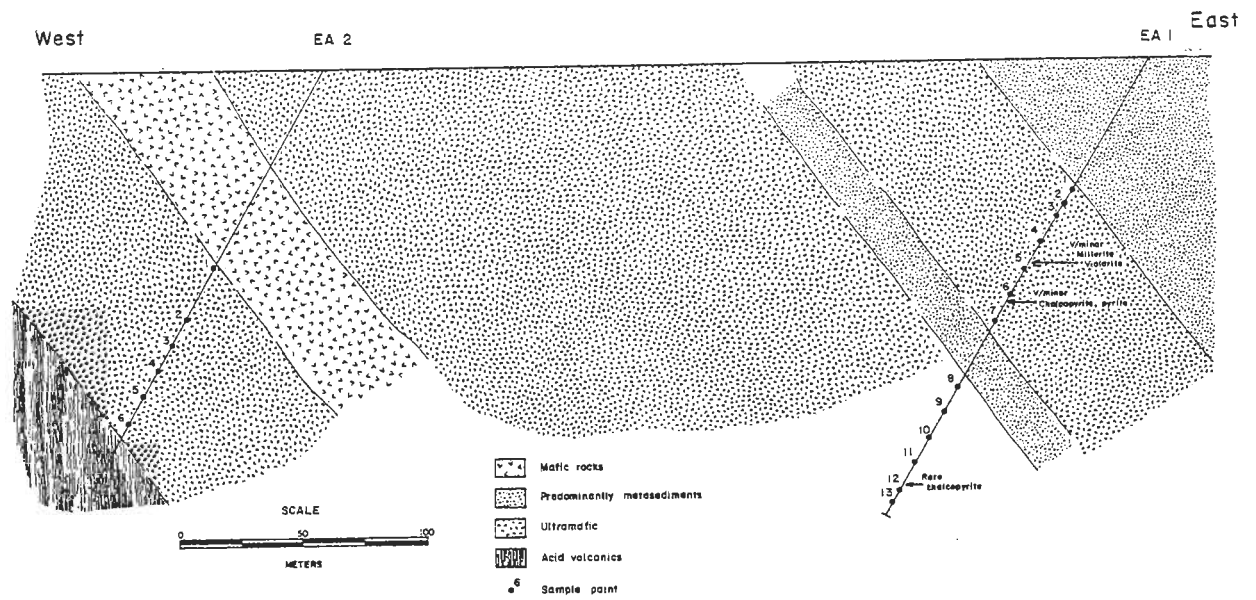 West
EA 2
EA 1
East
1
2
3
4
5
V/minor
Millerite
Violarite
6
V/minor
Chalcopyrite, pyrite
2
3
4
5
6
8
9
10
11
12
13
Rare
chalcopyrite
Mafic rocks
Predominantly metasediments
Ultramafic
Acid volcanics
6
Sample point
SCALE
0 50 100
METERS